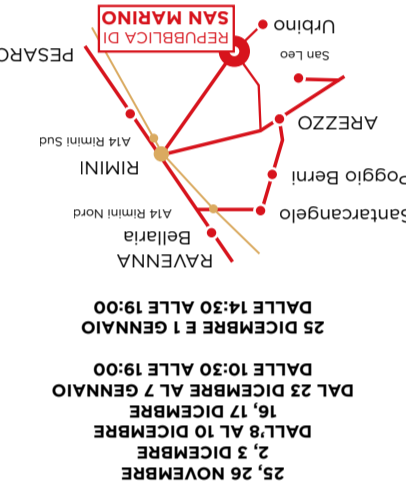 25, 26 NOVEMBRE
2, 3 DICEMBRE
DALL'8 AL 10 DICEMBRE
16, 17 DICEMBRE
DAL 23 DICEMBRE AL 7 GENNAIO
DALLE 10:30 ALLE 19:00
25 DICEMBRE E 1 GENNAIO
DALLE 14:30 ALLE 19:00
RAVENNA
Bellaria
Santarcangelo
A14 Rimini Nord
Poggio Berni
RIMINI
A14 Rimini Sud
AREZZO
San Leo
PESARO
Urbino
REPUBBLICA DI
SAN MARINO